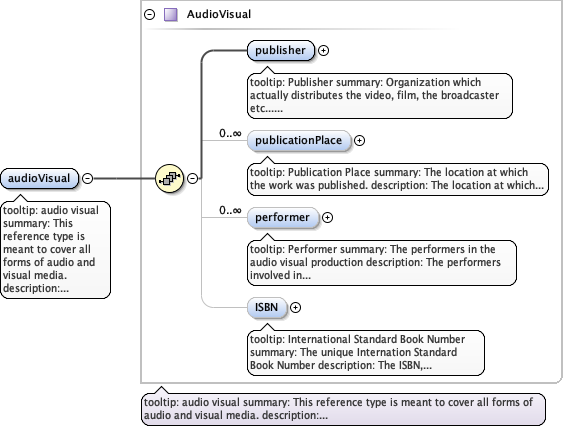 AudioVisual
publisher
tooltip: Publisher summary: Organization which
actually distributes the video, film, the broadcaster
etc......
0..∞
publicationPlace
tooltip: Publication Place summary: The location at which
the work was published. description: The location at which...
audioVisual
tooltip: audio visual
summary: This
reference type is
meant to cover all
forms of audio and
visual media.
description:...
0..∞
performer
tooltip: Performer summary: The performers in the
audio visual production description: The performers
involved in...
ISBN
tooltip: International Standard Book Number
summary: The unique Internation Standard
Book Number description: The ISBN,...
tooltip: audio visual summary: This reference type is meant to cover all forms of
audio and visual media. description:...